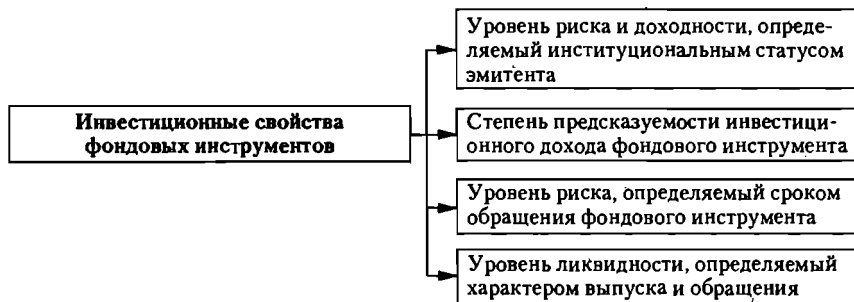 Уровень риска и доходности, опреде-
ляемый институциональным статусом
эмитента
Инвестиционные свойства
фондовых инструментов
Степень предсказуемости инвестици-
онного дохода фондового инструмента
Уровень риска, определяемый сроком
обращения фондового инструмента
Уровень ликвидности, определяемый
характером выпуска и обращения